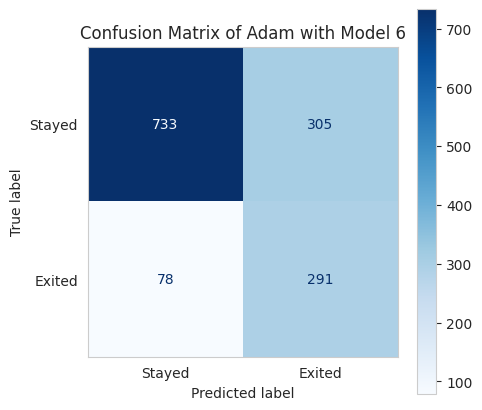 Confusion Matrix of Adam with Model 6
Stayed
733
305
Exited
78
291
Stayed
Exited
True label
Predicted label
700
600
500
400
300
200
100